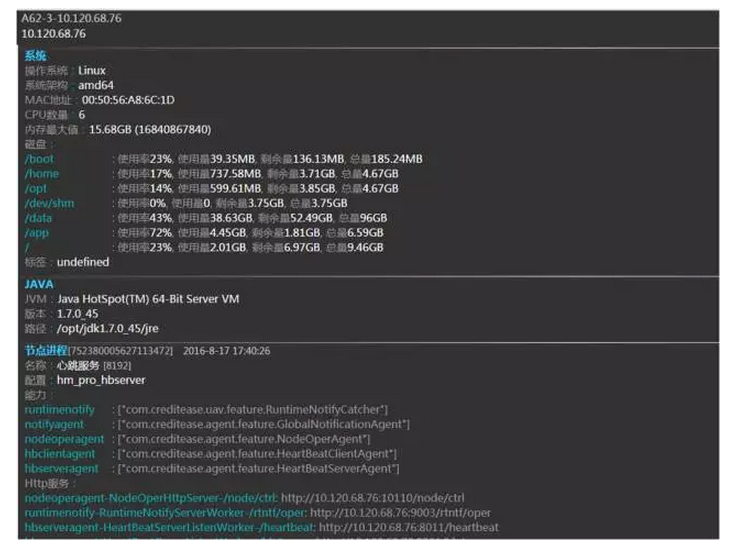 A62-3-10.120.68.76
10.120.68.76
系统
操作系统 : Linux
系统架构 : amd64
MAC地址 : 00:50:56:A8:6C:1D
CPU数量 : 6
内存最大值 : 15.68GB (16840867840)
磁盘 :
/boot : 使用率23%, 使用量39.35MB, 剩余量136.13MB, 总量185.24MB
/home : 使用率17%, 使用量737.58MB, 剩余量3.71GB, 总量4.67GB
/opt : 使用率14%, 使用量599.61MB, 剩余量3.85GB, 总量4.67GB
/dev/shm : 使用率0%, 使用量0, 剩余量3.75GB, 总量3.75GB
/data : 使用率43%, 使用量38.63GB, 剩余量52.49GB, 总量96GB
/app : 使用率72%, 使用量4.45GB, 剩余量1.81GB, 总量6.59GB
/ : 使用率23%, 使用量2.01GB, 剩余量6.97GB, 总量9.46GB
标签 : undefined
JAVA
JVM : Java HotSpot(TM) 64-Bit Server VM
版本 : 1.7.0_45
路径 : /opt/jdk1.7.0_45/jre
节点进程[752380005627113472] 2016-8-17 17:40:26
名称 : 心跳服务 [8192]
配置 : hm_pro_hbserver
能力 :
runtimenotify : ["com.creditease.uav.feature.RuntimeNotifyCatcher"]
notifyagent : ["com.creditease.agent.feature.GlobalNotificationAgent"]
nodeoperagent : ["com.creditease.agent.feature.NodeOperAgent"]
hbclientagent : ["com.creditease.agent.feature.HeartBeatClientAgent"]
hbserveragent : ["com.creditease.agent.feature.HeartBeatServerAgent"]
Http服务 :
nodeoperagent-NodeOperHttpServer-/node/ctrl: http://10.120.68.76:10110/node/ctrl
runtimenotify-RuntimeNotifyServerWorker-/rtntf/oper: http://10.120.68.76:9003/rtntf/oper
hbserveragent-HeartBeatServerListenWorker-/heartbeat: http://10.120.68.76:8011/heartbeat